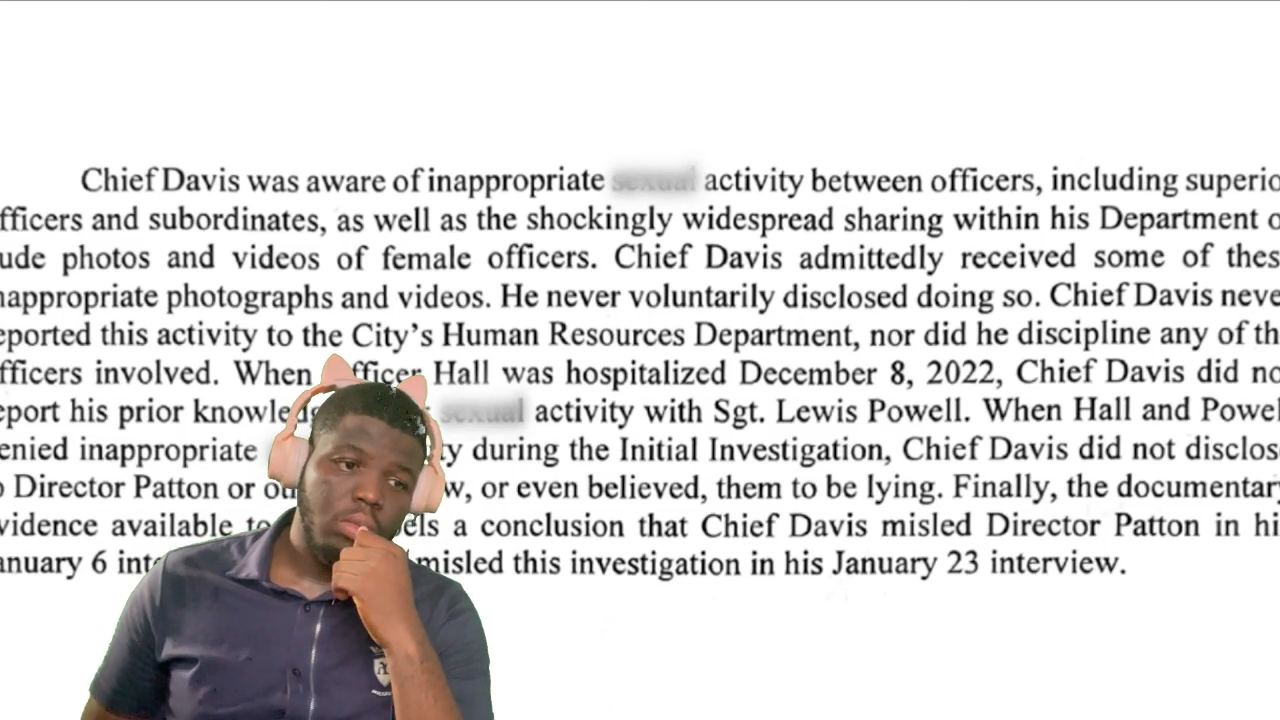 Chief Davis was aware of inappropriate sexual activity between officers, including superio
fficers and subordinates, as well as the shockingly widespread sharing within his Department o
ude photos and videos of female officers. Chief Davis admittedly received some of thes
nappropriate photographs and videos. He never voluntarily disclosed doing so. Chief Davis neve
eported this activity to the City's Human Resources Department, nor did he discipline any of th
fficers involved. When fficer Hall was hospitalized December 8, 2022, Chief Davis did no
eport his prior knowledg sexual activity with Sgt. Lewis Powell. When Hall and Powel
enied inappropriate ty during the Initial Investigation, Chief Davis did not disclos
o Director Patton or ou w, or even believed, them to be lying. Finally, the documentary
vidence available to els a conclusion that Chief Davis misled Director Patton in hi
anuary 6 inte misled this investigation in his January 23 interview.